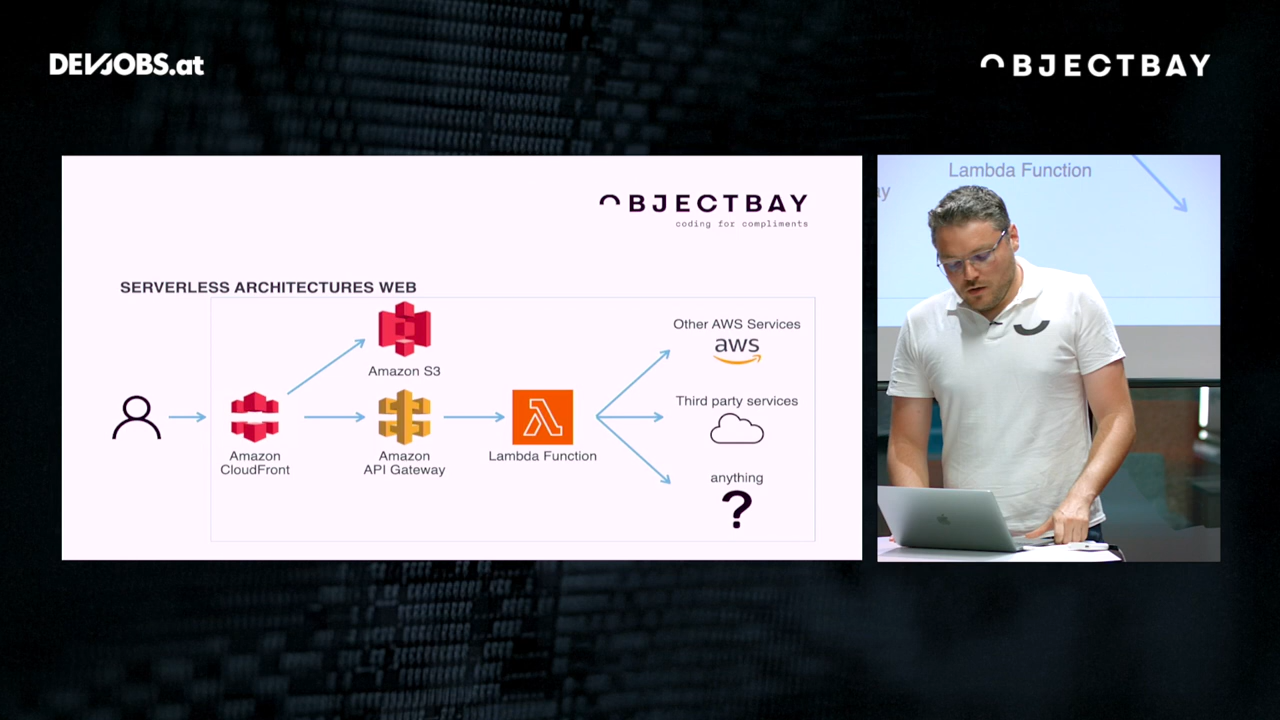 DEVJOBS.at
OBJECTBAY
OBJECTBAY
coding for compliments
SERVERLESS ARCHITECTURES WEB
Amazon S3
Amazon
CloudFront
Amazon
API Gateway
Lambda Function
Other AWS Services
aws
Third party services
anything
?
Lambda Function
ay